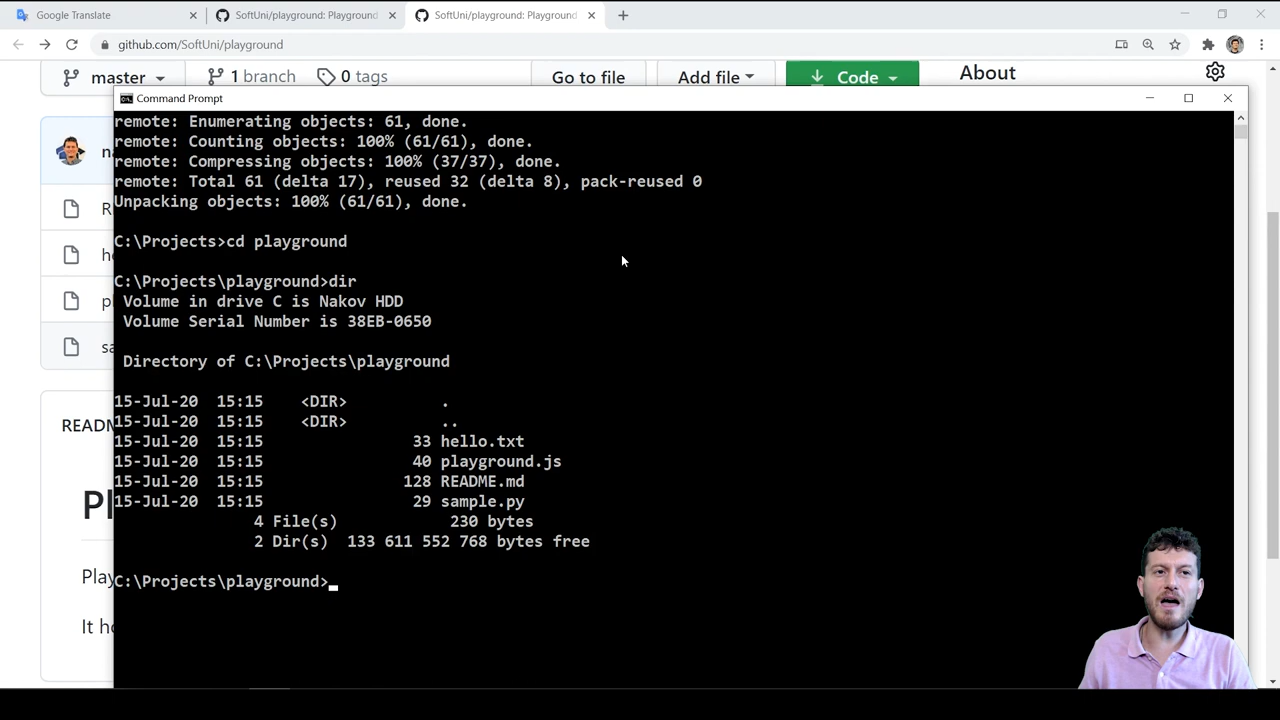 Google Translate
SoftUni/playground: Playground
SoftUni/playground: Playground
github.com/SoftUni/playground
master
1 branch
0 tags
Go to file
Add file
Code
About
Command Prompt
remote: Enumerating objects: 61, done.
remote: Counting objects: 100% (61/61), done.
remote: Compressing objects: 100% (37/37), done.
remote: Total 61 (delta 17), reused 32 (delta 8), pack-reused 0
Unpacking objects: 100% (61/61), done.
C:\Projects>cd playground
C:\Projects\playground>dir
Volume in drive C is Nakov HDD
Volume Serial Number is 38EB-0650
Directory of C:\Projects\playground
15-Jul-20 15:15 <DIR> .
15-Jul-20 15:15 <DIR> ..
15-Jul-20 15:15 33 hello.txt
15-Jul-20 15:15 40 playground.js
15-Jul-20 15:15 128 README.md
15-Jul-20 15:15 29 sample.py
4 File(s) 230 bytes
2 Dir(s) 133 611 552 768 bytes free
C:\Projects\playground>